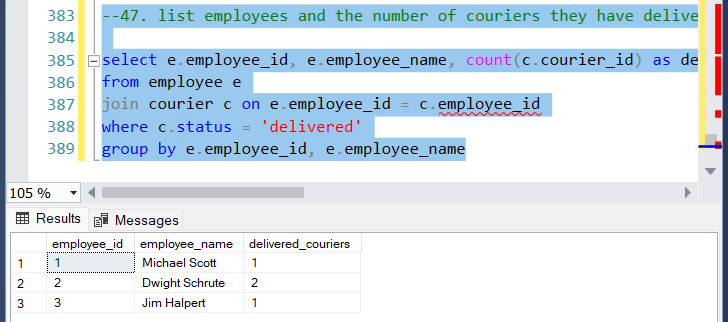 383 --47. list employees and the number of couriers they have delive
384
385 select e.employee_id, e.employee_name, count(c.courier_id) as de
386 from employee e
387 join courier c on e.employee_id = c.employee_id
388 where c.status = 'delivered'
389 group by e.employee_id, e.employee_name
105 %
Results Messages
employee_id employee_name delivered_couriers
1 1 Michael Scott 1
2 2 Dwight Schrute 2
3 3 Jim Halpert 1